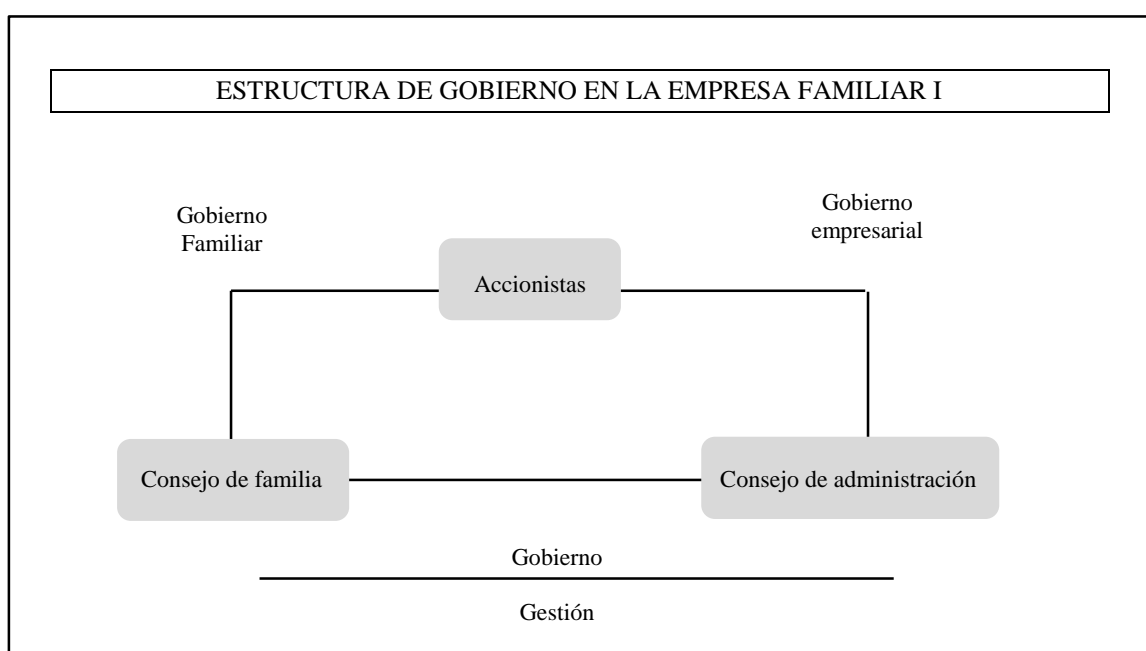 ESTRUCTURA DE GOBIERNO EN LA EMPRESA FAMILIAR I
Gobierno
Familiar
Gobierno
empresarial
Accionistas
Consejo de familia
Consejo de administración
Gobierno
Gestión